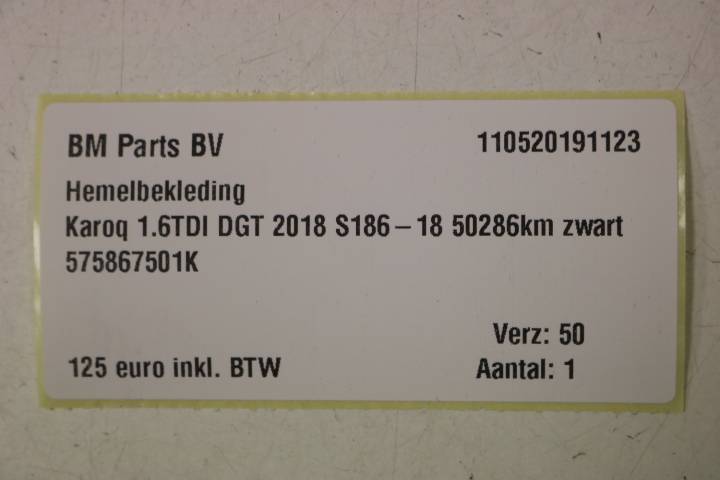 BM Parts BV 110520191123
Hemelbekleding
Karoq 1.6TDI DGT 2018 S186 – 18 50286km zwart
575867501K
Verz: 50
125 euro inkl. BTW Aantal: 1